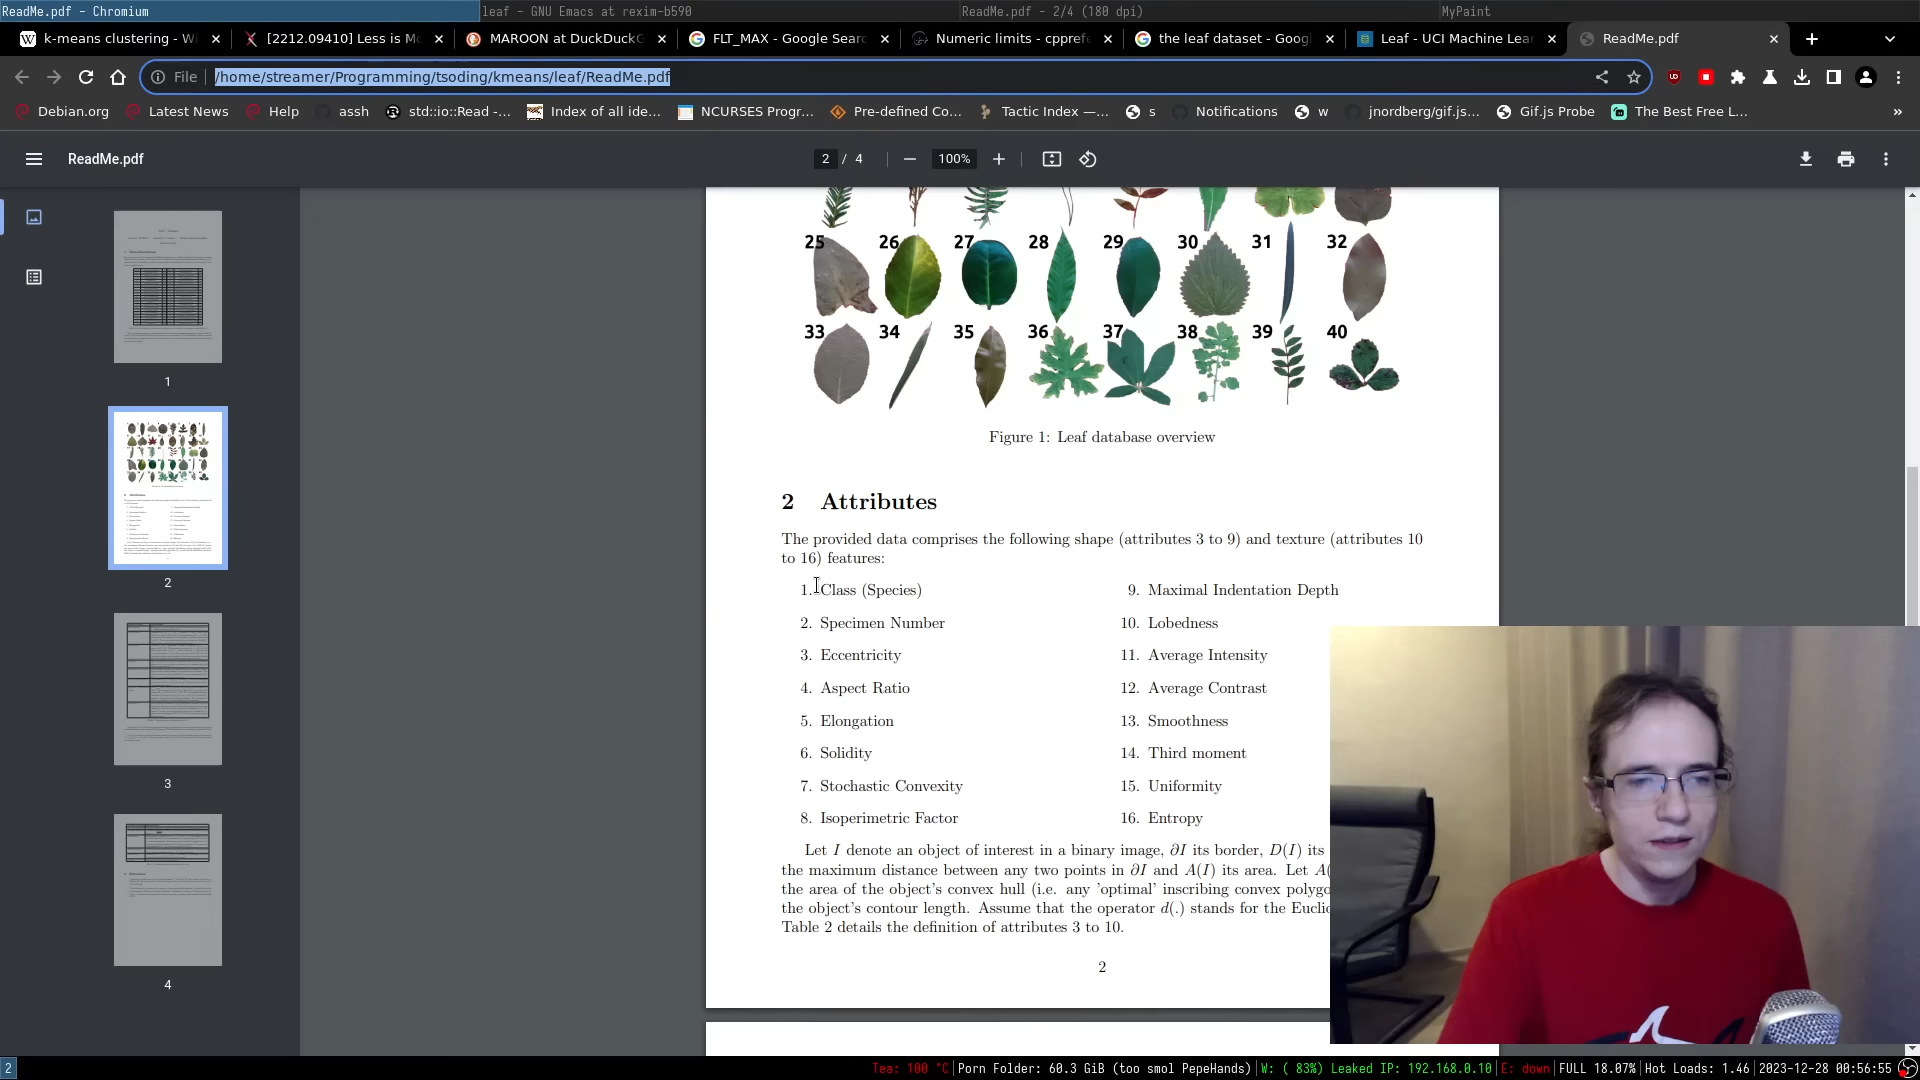 ReadMe.pdf - Chromium
leaf - GNU Emacs at rexim-b590
ReadMe.pdf - 2/4 (180 dpi)
MyPaint
k-means clustering - Wi
[2212.09410] Less is Mo
MAROON at DuckDuckG
FLT_MAX - Google Searc
Numeric limits - cpprefe
the leaf dataset - Googl
Leaf - UCI Machine Lear
ReadMe.pdf
File
/home/streamer/Programming/tsoding/kmeans/leaf/ReadMe.pdf
Debian.org
Latest News
Help
assh
std::io::Read -...
Index of all ide...
NCURSES Progr...
Pre-defined Co...
Tactic Index —...
s
Notifications
w
jnordberg/gif.js...
Gif.js Probe
The Best Free L...
»
ReadMe.pdf
2 / 4
100%
1
2
3
4
25 26 27 28 29 30 31 32
33 34 35 36 37 38 39 40
Figure 1: Leaf database overview
2 Attributes
The provided data comprises the following shape (attributes 3 to 9) and texture (attributes 10
to 16) features:
1. Class (Species)
2. Specimen Number
3. Eccentricity
4. Aspect Ratio
5. Elongation
6. Solidity
7. Stochastic Convexity
8. Isoperimetric Factor
9. Maximal Indentation Depth
10. Lobedness
11. Average Intensity
12. Average Contrast
13. Smoothness
14. Third moment
15. Uniformity
16. Entropy
Let I denote an object of interest in a binary image, ∂I its border, D(I) its
the maximum distance between any two points in ∂I and A(I) its area. Let A(
the area of the object's convex hull (i.e. any 'optimal' inscribing convex polygo
the object's contour length. Assume that the operator d(.) stands for the Euclid
Table 2 details the definition of attributes 3 to 10.
2
2
Tea: 100 °C|Porn Folder: 60.3 GiB (too smol PepeHands)|W: ( 83%) Leaked IP: 192.168.0.10|E: down|FULL 18.07%|Hot Loads: 1.46|2023-12-28 00:56:55